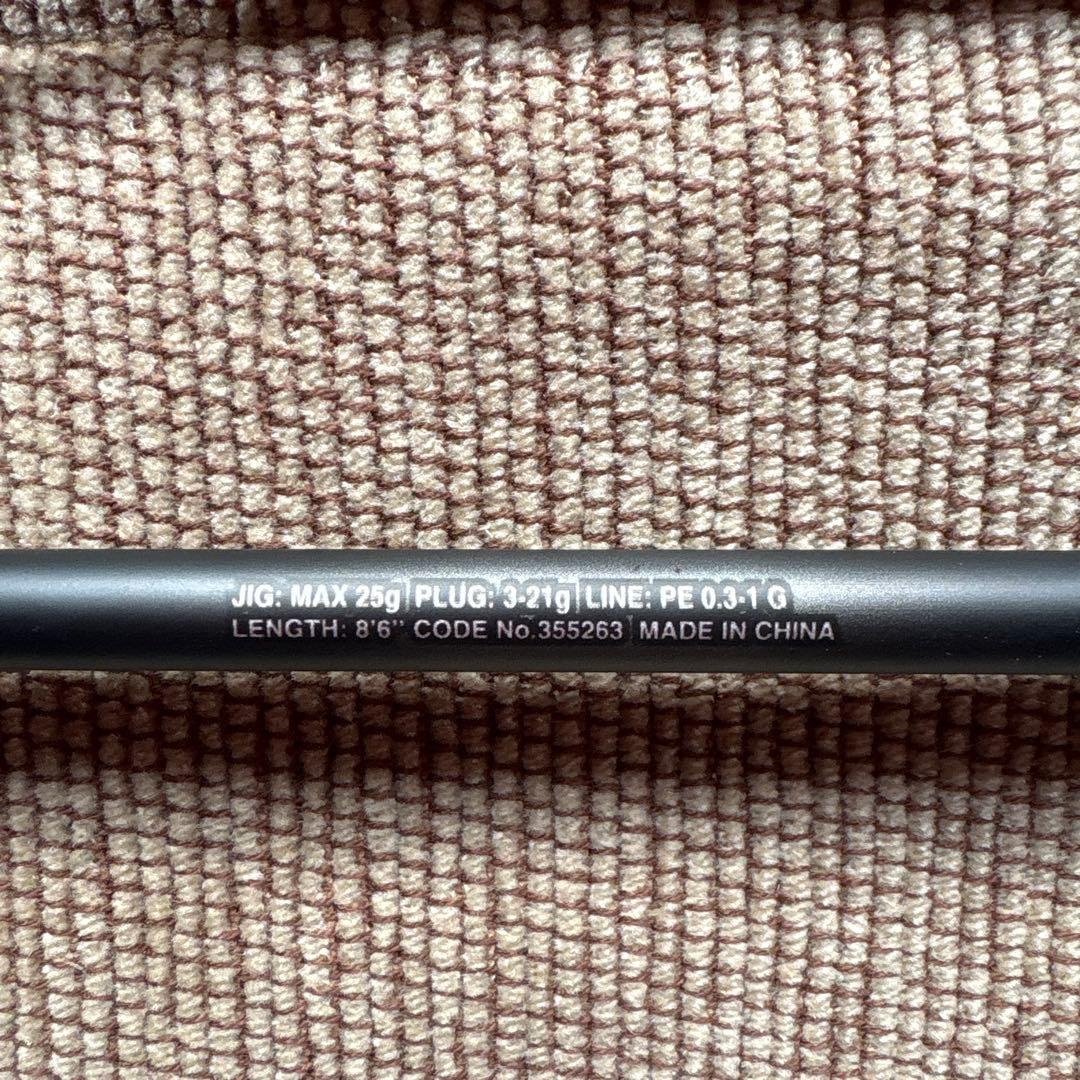 JIG: MAX 25g | PLUG: 3-21g | LINE: PE 0.3-1 G
LENGTH: 8'6" CODE No.355263 | MADE IN CHINA